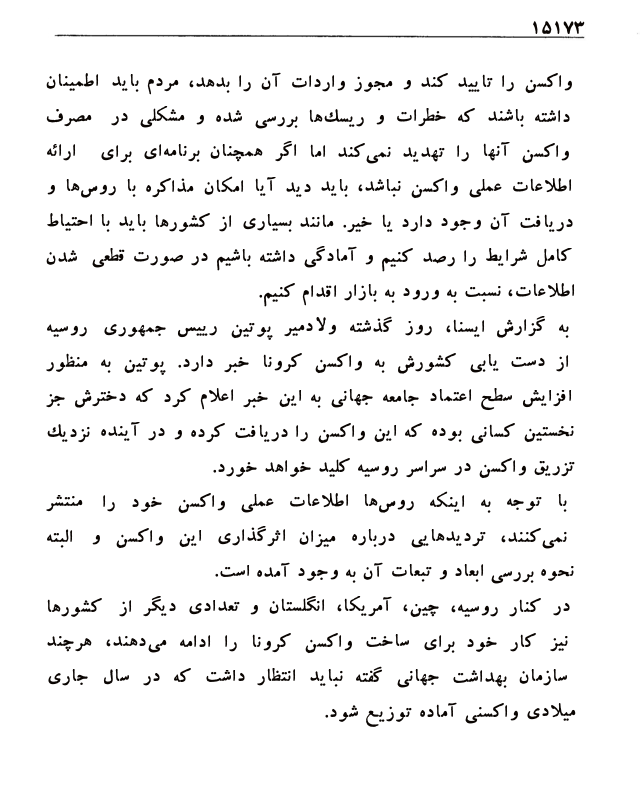 ۱۵۱۷۳
واکسن را تایید کند و مجوز واردات آن را بدهد، مردم باید اطمینان
داشته باشند که خطرات و ریسك‌ها بررسی شده و مشکلی در مصرف
واکسن آنها را تهدید نمی‌کند اما اگر همچنان برنامه‌ای برای ارائه
اطلاعات عملی واکسن نباشد، باید دید آیا امکان مذاکره با روس‌ها و
دریافت آن وجود دارد یا خیر. مانند بسیاری از کشورها باید با احتیاط
کامل شرایط را رصد کنیم و آمادگی داشته باشیم در صورت قطعی شدن
اطلاعات، نسبت به ورود به بازار اقدام کنیم.
به گزارش ایسنا، روز گذشته ولادمیر پوتین رییس جمهوری روسیه
از دست یابی کشورش به واکسن کرونا خبر دارد. پوتین به منظور
افزایش سطح اعتماد جامعه جهانی به این خبر اعلام کرد که دخترش جز
نخستین کسانی بوده که این واکسن را دریافت کرده و در آینده نزدیك
تزریق واکسن در سراسر روسیه کلید خواهد خورد.
با توجه به اینکه روس‌ها اطلاعات عملی واکسن خود را منتشر
نمی‌کنند، تردیدهایی درباره میزان اثرگذاری این واکسن و البته
نحوه بررسی ابعاد و تبعات آن به وجود آمده است.
در کنار روسیه، چین، آمریکا، انگلستان و تعدادی دیگر از کشورها
نیز کار خود برای ساخت واکسن کرونا را ادامه می‌دهند، هرچند
سازمان بهداشت جهانی گفته نباید انتظار داشت که در سال جاری
میلادی واکسنی آماده توزیع شود.